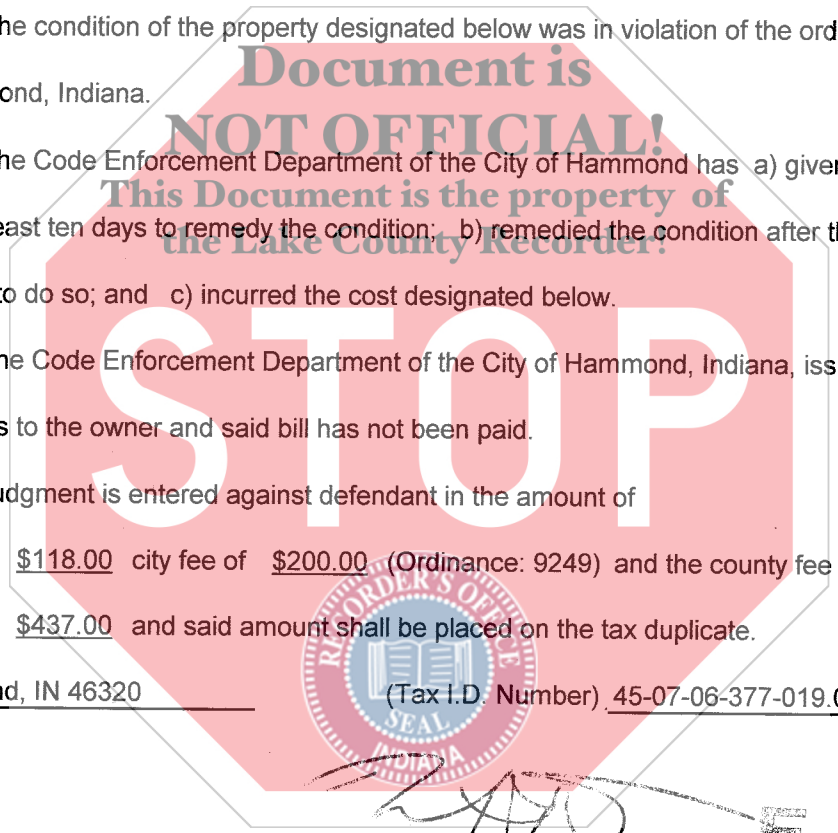 he condition of the property designated below was in violation of the ord
Document is
ond, Indiana.
NOT OFFICIAL!
he Code Enforcement Department of the City of Hammond has a) given
This Document is the property of
east ten days to remedy the condition; b) remedied the condition after th
the Lake County Recorder!
to do so; and c) incurred the cost designated below.
STOP
he Code Enforcement Department of the City of Hammond, Indiana, iss
s to the owner and said bill has not been paid.
udgment is entered against defendant in the amount of
$118.00 city fee of $200.00 (Ordinance: 9249) and the county fee
RECORDER'S OFFICE
$437.00 and said amount shall be placed on the tax duplicate.
nd, IN 46320 (Tax I.D. Number) 45-07-06-377-019.0
SEAL
INDIANA